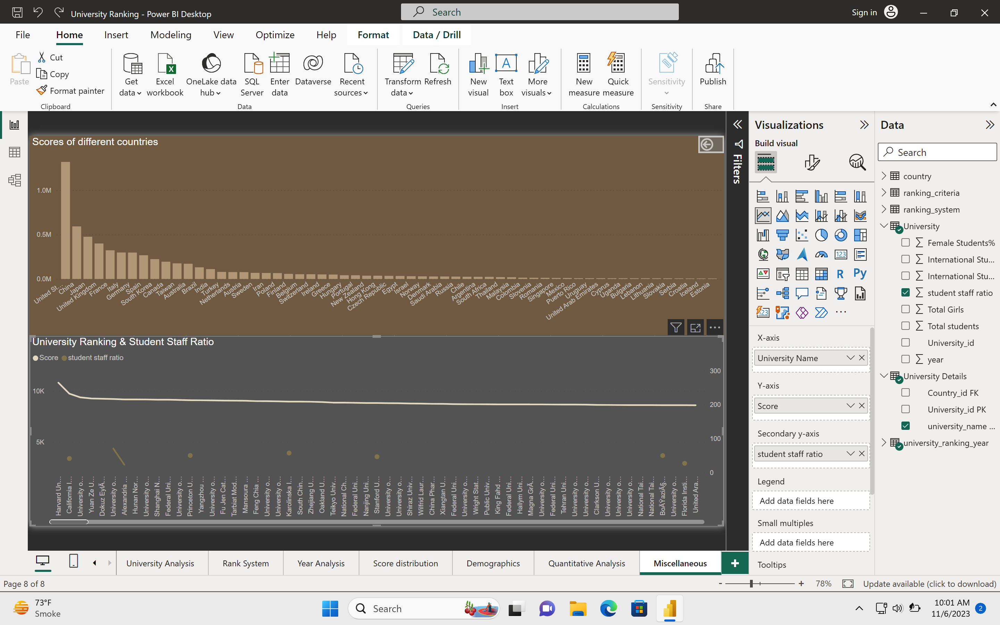 University Ranking - Power BI Desktop
Search
Sign in
File
Home
Insert
Modeling
View
Optimize
Help
Format
Data / Drill
Paste
Cut
Copy
Format painter
Clipboard
Get
data
Excel
workbook
OneLake data
hub
SQL
Server
Enter
data
Dataverse
Recent
sources
Data
Transform
data
Refresh
Queries
New
visual
Text
box
More
visuals
Insert
New
measure
Quick
measure
Calculations
Sensitivity
Sensitivity
Publish
Share
Scores of different countries
1.0M
0.5M
0.0M
United St...
China
Japan
United Kingdom
France
Italy
Germany
Spain
South Korea
Canada
Taiwan
Australia
Brazil
India
Turkey
Netherlands
Austria
Sweden
Iran
Poland
Finland
Belgium
Switzerland
Ireland
Greece
Hungary
Portugal
New Zealand
Hong Kong
Czech Republic
Egypt
Israel
Norway
Denmark
Saudi Arabia
Russia
Chile
Argentina
South Africa
Thailand
Malaysia
Colombia
Slovenia
Romania
Singapore
Mexico
Puerto Rico
Uruguay
United Arab Emirates
Cyprus
Uganda
Bulgaria
Lebanon
Lithuania
Slovakia
Serbia
Croatia
Iceland
Estonia
University Ranking & Student Staff Ratio
Score
student staff ratio
10K
5K
300
200
100
0
Harvard Un...
California I...
University o...
Yuan Ze U...
Dokuz EylÃ...
University o...
Alexandria ...
Hunan Nor...
University o...
Shanghai N...
Federal Uni...
University o...
Princeton U...
Yangzhou ...
University o...
Fu Jen Cat...
Tarbiat Mod...
Mansoura ...
Feng Chia ...
University o...
University o...
Karolinska I...
South Chin...
Zhejiang U...
Oakland U...
Teikyo Univ...
National Ch...
Federal Uni...
Nanjing Uni...
Stanford U...
University o...
University o...
Shiraz Univ...
Wilfrid Laur...
China Phar...
Xiangtan U...
Federal Uni...
University o...
Wright Stat...
Public Univ...
King Fahd ...
Federal Uni...
Hallym Uni...
Magna GrÃ...
University o...
Federal Uni...
Tehran Uni...
University o...
University o...
Clarkson U...
University o...
University o...
University o...
National Tai...
National Tai...
BoÄŸaziÃ§...
University o...
Florida Insti...
United Ara...
Filters
Visualizations
Build visual
123
R
Py
123
X-axis
University Name
Y-axis
Score
Secondary y-axis
student staff ratio
Legend
Add data fields here
Small multiples
Add data fields here
Tooltips
Data
Search
country
ranking_criteria
ranking_system
University
Female Students%
International Stu...
International Stu...
student staff ratio
Total Girls
Total students
University_id
year
University Details
Country_id FK
University_id PK
university_name ...
university_ranking_year
University Analysis
Rank System
Year Analysis
Score distribution
Demographics
Quantitative Analysis
Miscellaneous
Page 8 of 8
- + 78%
Update available (click to download)
73°F
Smoke
Search
10:01 AM
11/6/2023
2